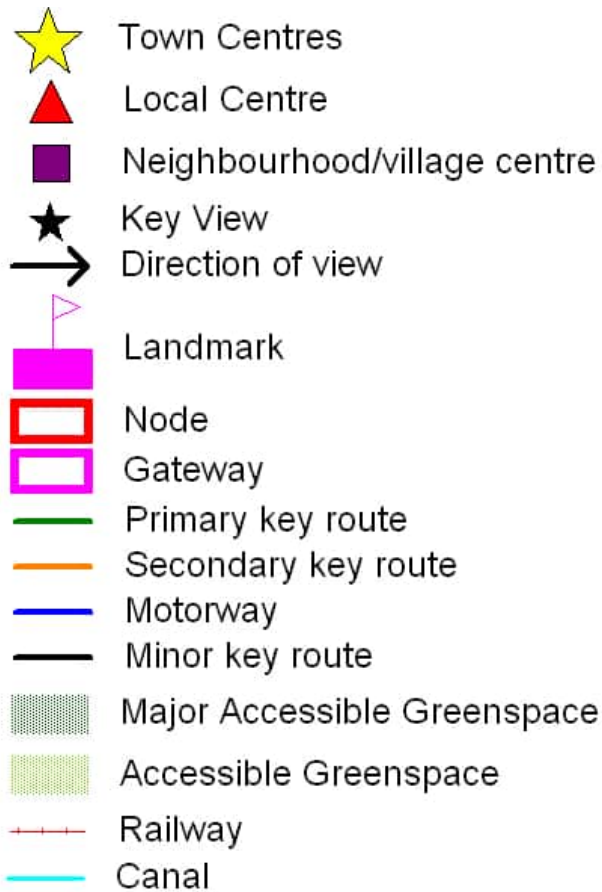 Town Centres
Local Centre
Neighbourhood/village centre
Key View
Direction of view
Landmark
Node
Gateway
Primary key route
Secondary key route
Motorway
Minor key route
Major Accessible Greenspace
Accessible Greenspace
Railway
Canal